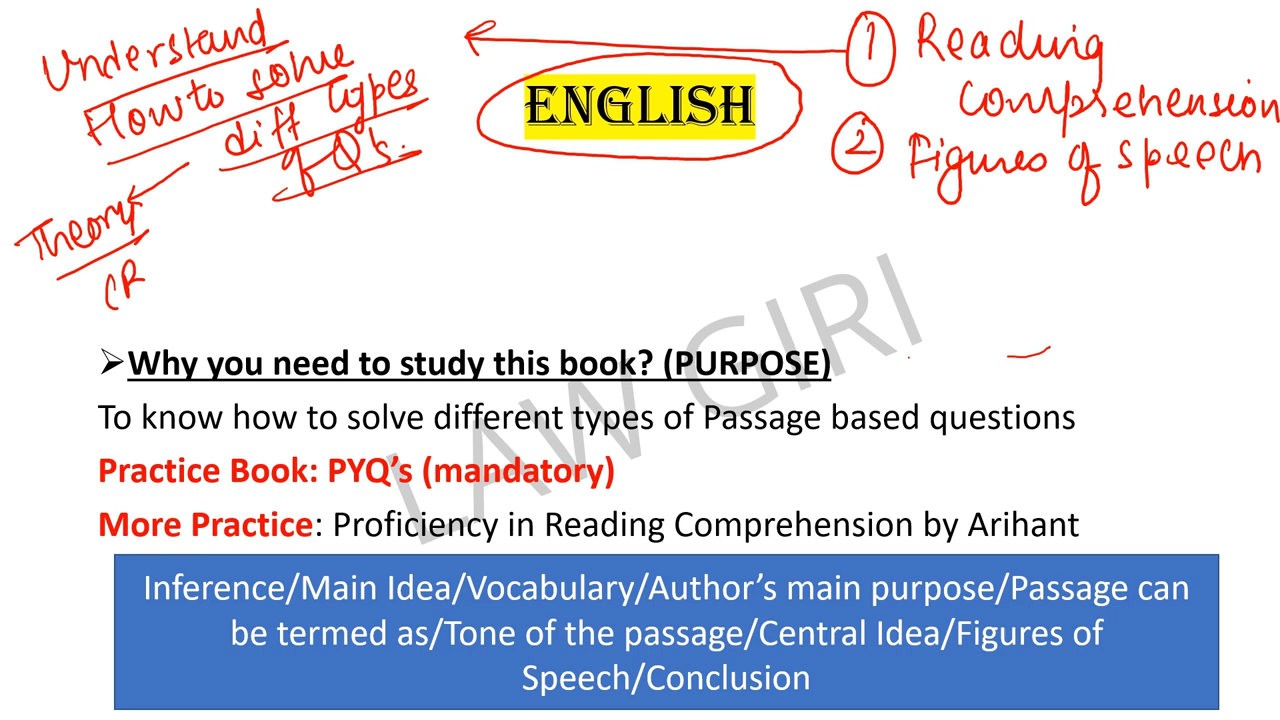 Understand
How to solve
diff types
of Q's.
Theory
CR
ENGLISH
1 Reading
comprehension
2 Figures of speech
LAW GIRI
➢Why you need to study this book? (PURPOSE)
To know how to solve different types of Passage based questions
Practice Book: PYQ’s (mandatory)
More Practice: Proficiency in Reading Comprehension by Arihant
Inference/Main Idea/Vocabulary/Author’s main purpose/Passage can
be termed as/Tone of the passage/Central Idea/Figures of
Speech/Conclusion